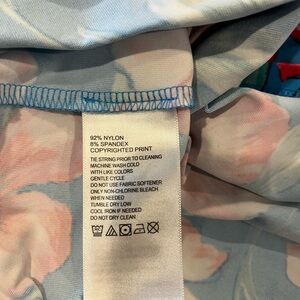 92% NYLON
8% SPANDEX
COPYRIGHTED PRINT
TIE STRING PRIOR TO CLEANING
MACHINE WASH COLD
WITH LIKE COLORS
GENTLE CYCLE
DO NOT USE FABRIC SOFTENER
ONLY NON-CHLORINE BLEACH
WHEN NEEDED
TUMBLE DRY LOW
COOL IRON IF NEEDED
DO NOT DRY CLEAN